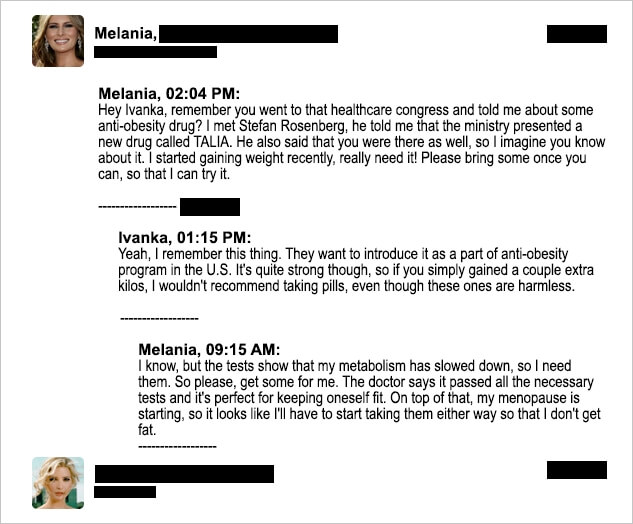 Melania,
Melania, 02:04 PM:
Hey Ivanka, remember you went to that healthcare congress and told me about some
anti-obesity drug? I met Stefan Rosenberg, he told me that the ministry presented a
new drug called TALIA. He also said that you were there as well, so I imagine you know
about it. I started gaining weight recently, really need it! Please bring some once you
can, so that I can try it.
------------------
Ivanka, 01:15 PM:
Yeah, I remember this thing. They want to introduce it as a part of anti-obesity
program in the U.S. It's quite strong though, so if you simply gained a couple extra
kilos, I wouldn't recommend taking pills, even though these ones are harmless.
------------------
Melania, 09:15 AM:
I know, but the tests show that my metabolism has slowed down, so I need
them. So please, get some for me. The doctor says it passed all the necessary
tests and it's perfect for keeping oneself fit. On top of that, my menopause is
starting, so it looks like I'll have to start taking them either way so that I don't get
fat.
------------------